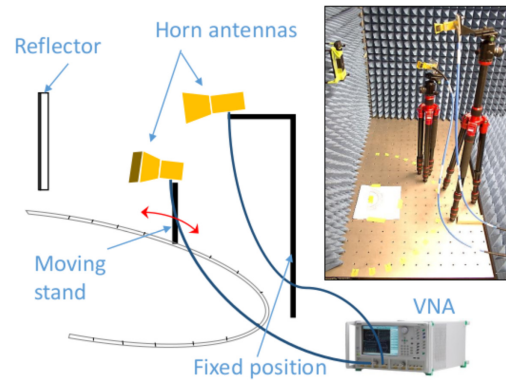 Reflector
Horn antennas
Moving
stand
Fixed position
VNA